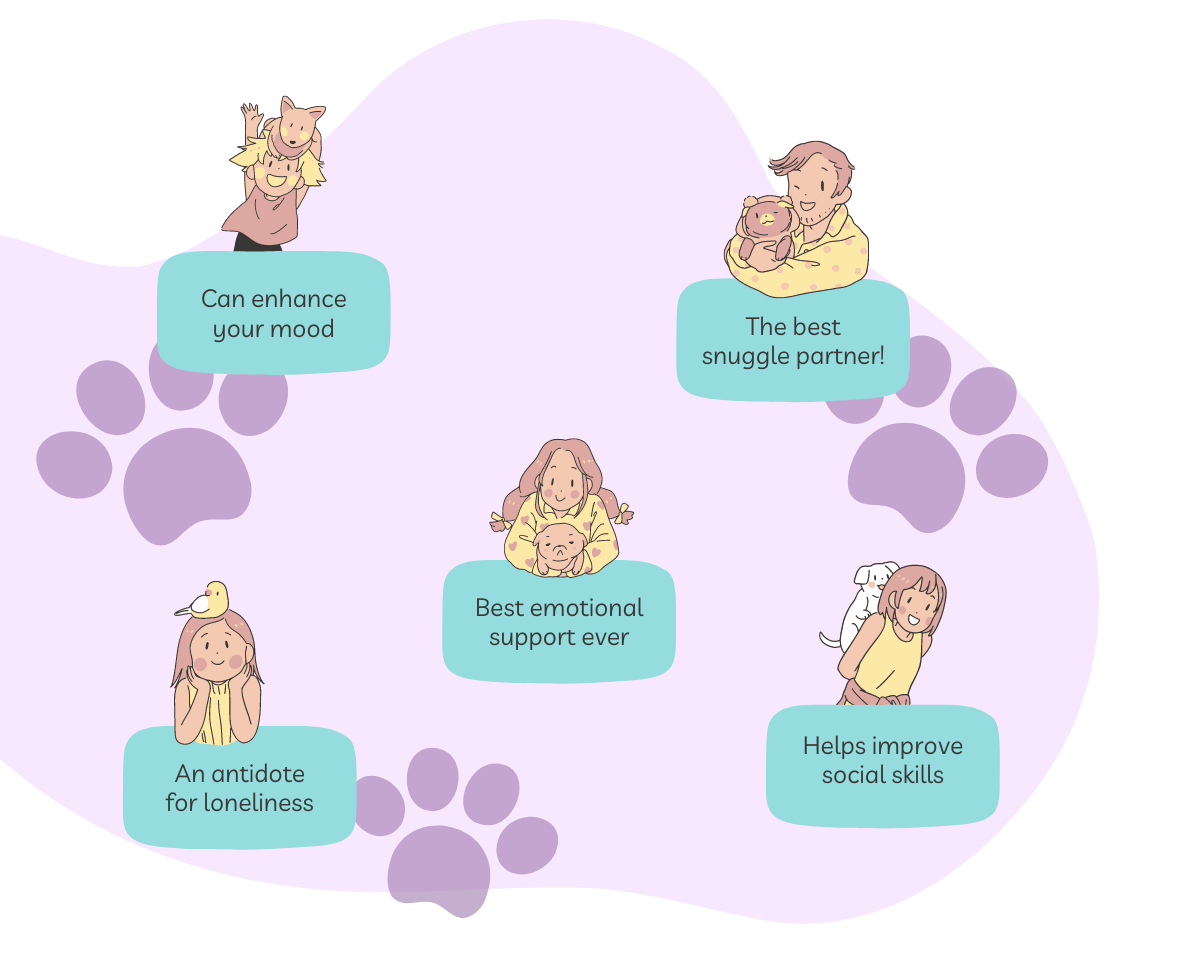 Can enhance
your mood
The best
snuggle partner!
Best emotional
support ever
An antidote
for loneliness
Helps improve
social skills